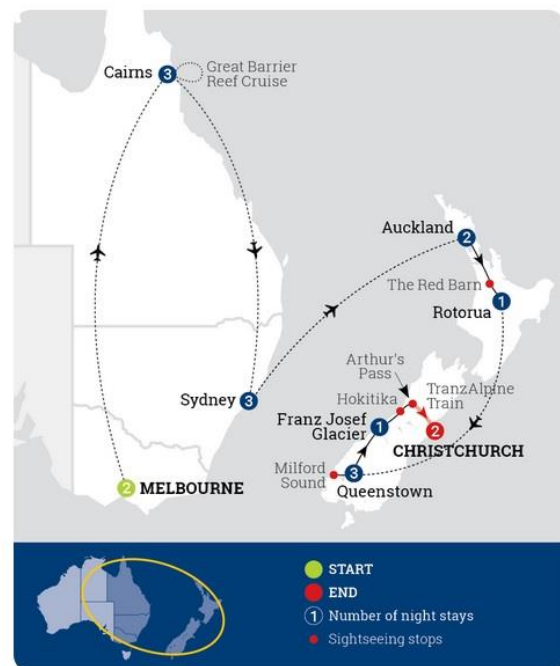 Cairns
3
Great Barrier
Reef Cruise
Auckland
2
The Red Barn
Rotorua
1
Arthur's
Pass
Sydney
3
Hokitika
TranzAlpine
Train
Franz Josef
Glacier
1
2
CHRISTCHURCH
Milford
Sound
3
Queenstown
2
MELBOURNE
START
END
1 Number of night stays
Sightseeing stops